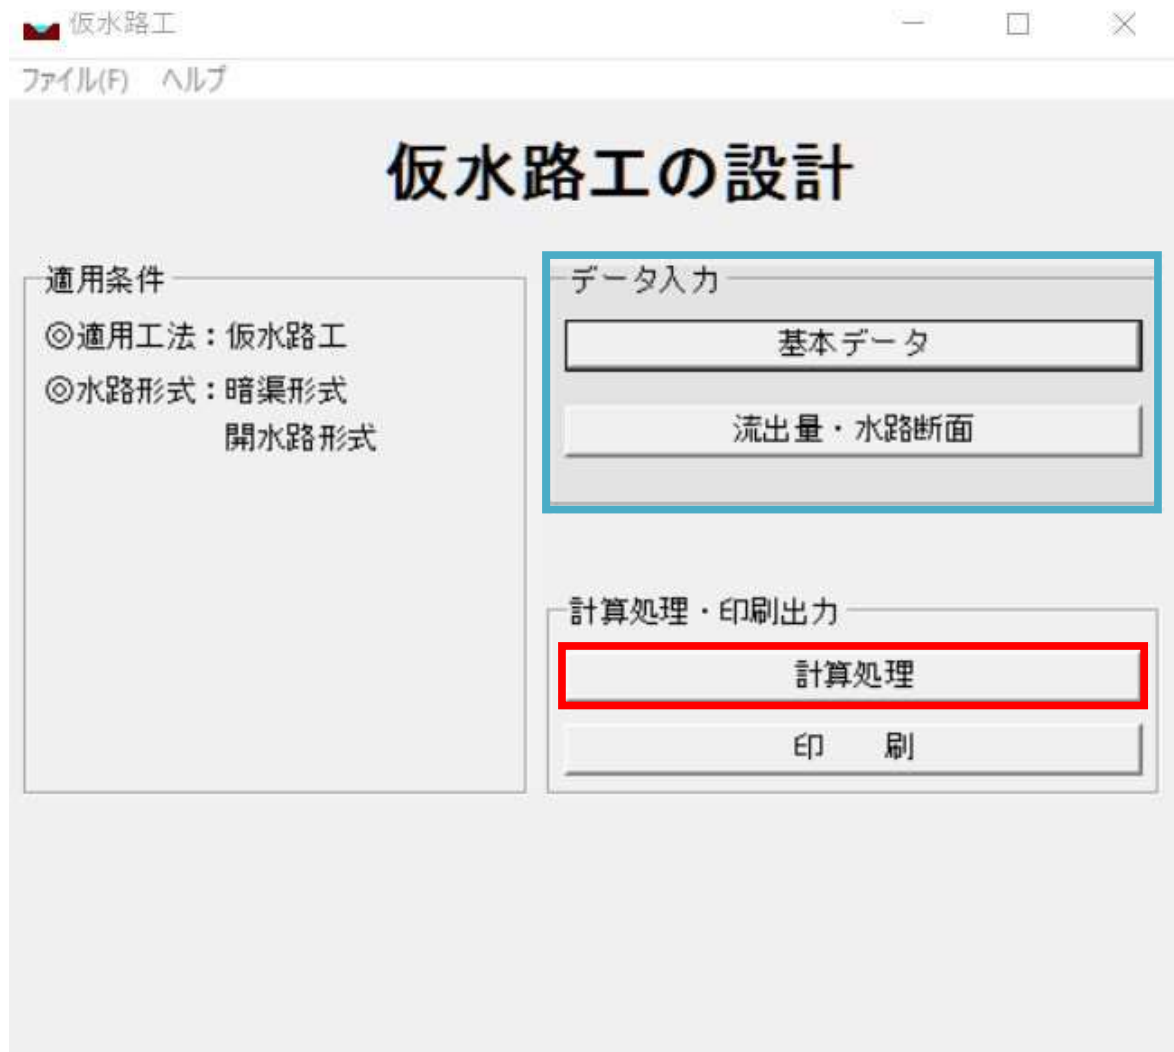 仮水路工
ファイル(F) ヘルプ
仮水路工の設計
適用条件
◎適用工法：仮水路工
◎水路形式：暗渠形式
開水路形式
データ入力
基本データ
流出量・水路断面
計算処理・印刷出力
計算処理
印　刷